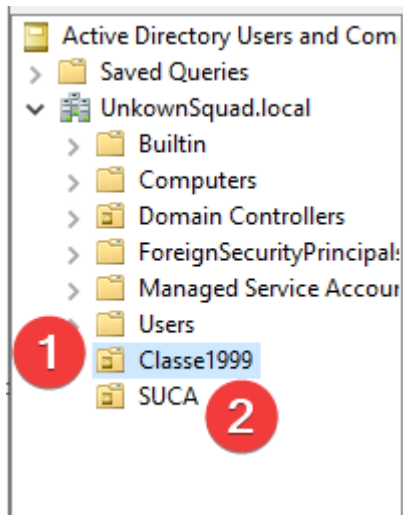 Active Directory Users and Com
Saved Queries
UnkownSquad.local
Builtin
Computers
Domain Controllers
ForeignSecurityPrincipals
Managed Service Accour
Users
1 Classe1999
SUCA 2